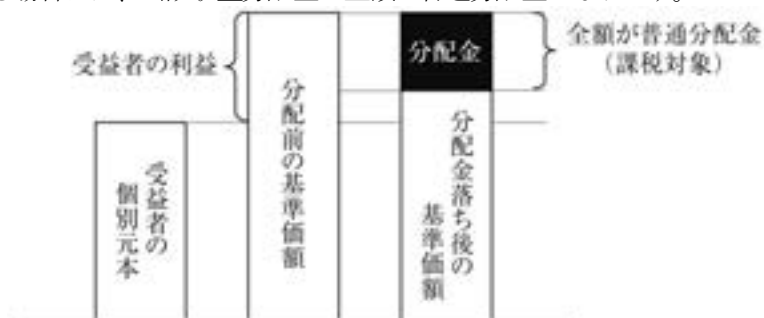 受益者の利益
分配金
全額が普通分配金
(課税対象)
受益者の
個別元本
分配前の基準価額
分配金落ち後の
基準価額